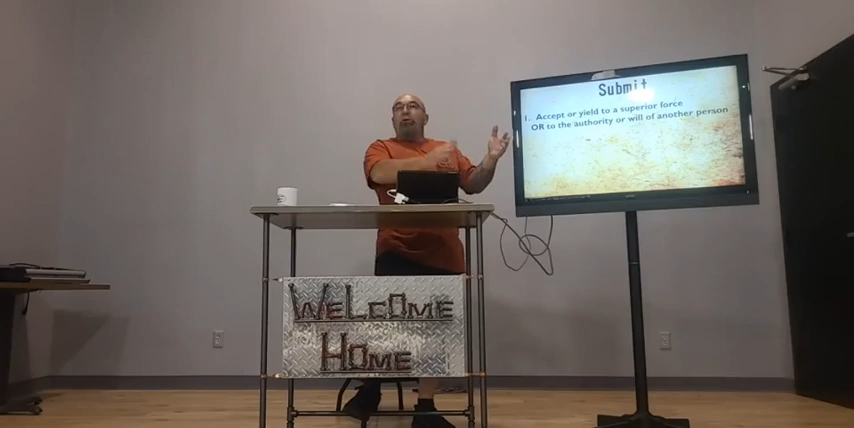 Submit
1. Accept or yield to a superior force
OR to the authority or will of another person
WELCOME
HOME